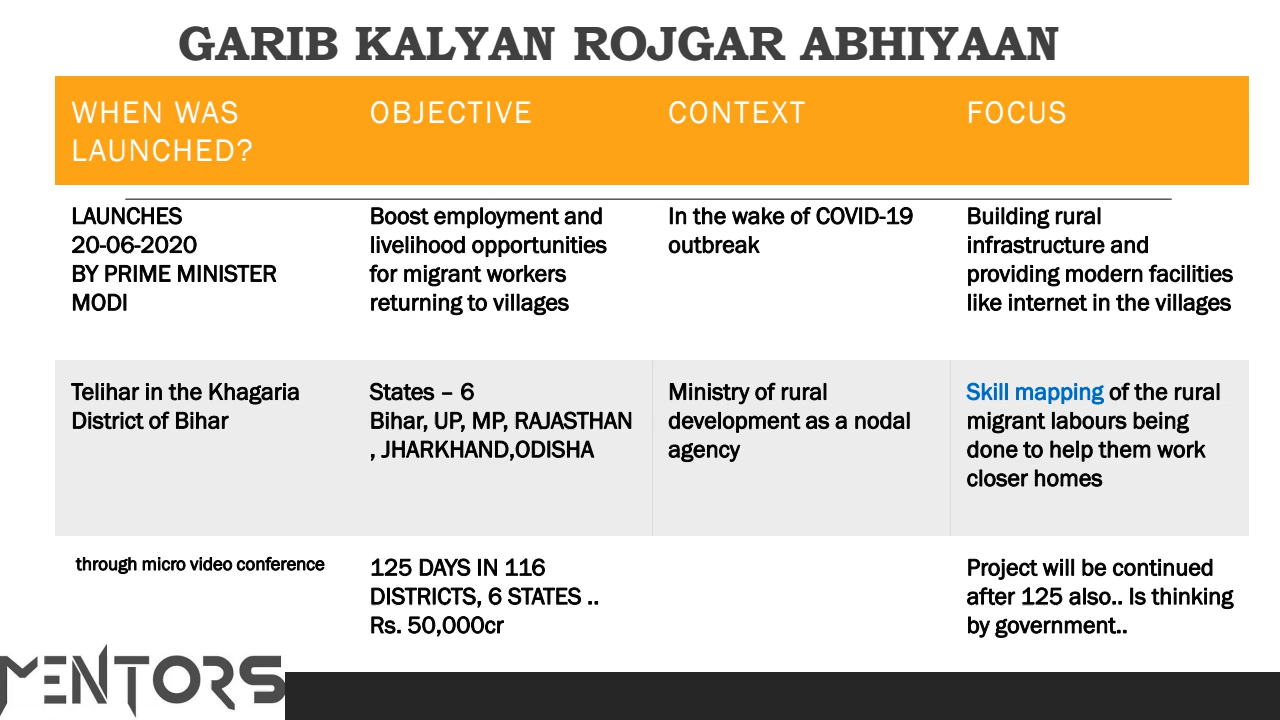 GARIB KALYAN ROJGAR ABHIYAAN
WHEN WAS
LAUNCHED?
OBJECTIVE
CONTEXT
FOCUS
LAUNCHES
20-06-2020
BY PRIME MINISTER
MODI
Boost employment and
livelihood opportunities
for migrant workers
returning to villages
In the wake of COVID-19
outbreak
Building rural
infrastructure and
providing modern facilities
like internet in the villages
Telihar in the Khagaria
District of Bihar
States – 6
Bihar, UP, MP, RAJASTHAN
, JHARKHAND,ODISHA
Ministry of rural
development as a nodal
agency
Skill mapping of the rural
migrant labours being
done to help them work
closer homes
through micro video conference
125 DAYS IN 116
DISTRICTS, 6 STATES ..
Rs. 50,000cr
Project will be continued
after 125 also.. Is thinking
by government..
MENTORS